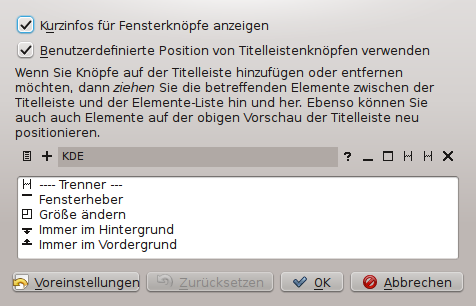 Kurzinfos für Fensterknöpfe anzeigen
Benutzerdefinierte Position von Titelleistenknöpfen verwenden
Wenn Sie Knöpfe auf der Titelleiste hinzufügen oder entfernen
möchten, dann ziehen Sie die betreffenden Elemente zwischen der
Titelleiste und der Elemente-Liste hin und her. Ebenso können Sie
auch auch Elemente auf der obigen Vorschau der Titelleiste neu
positionieren.
KDE ?
---- Trenner ---
Fensterheber
Größe ändern
Immer im Hintergrund
Immer im Vordergrund
Voreinstellungen Zurücksetzen OK Abbrechen